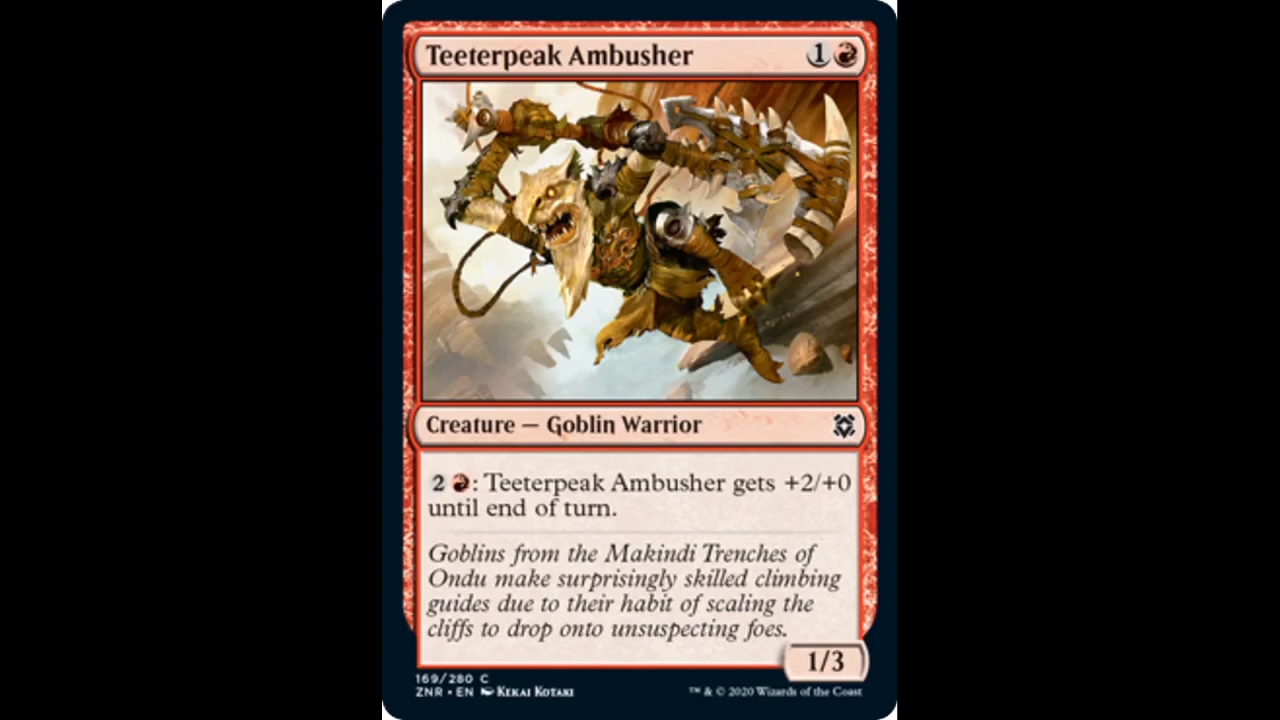 Teeterpeak Ambusher 1
Creature — Goblin Warrior
2 : Teeterpeak Ambusher gets +2/+0
until end of turn.
Goblins from the Makindi Trenches of
Ondu make surprisingly skilled climbing
guides due to their habit of scaling the
cliffs to drop onto unsuspecting foes.
1/3
169/280 C
ZNR • EN Kekai Kotaki
™ & © 2020 Wizards of the Coast